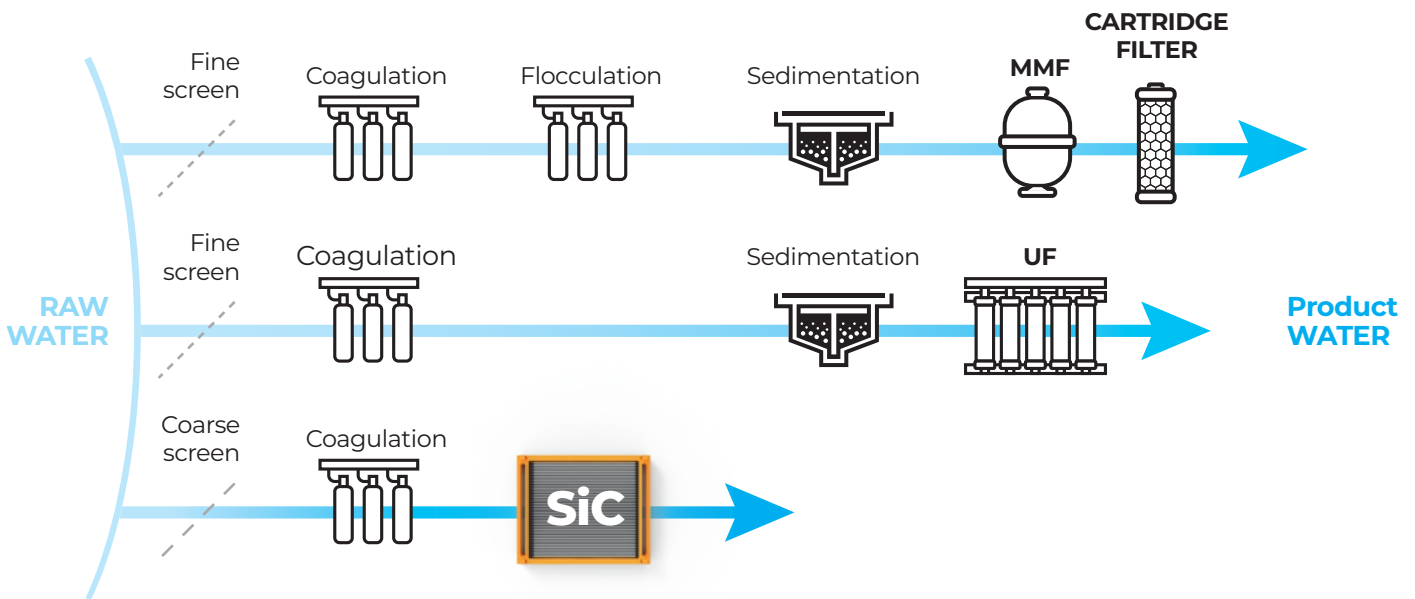 CARTRIDGE
FILTER
Fine
screen
Coagulation
Flocculation
Sedimentation
MMF
Fine
screen
Coagulation
Sedimentation
UF
RAW
WATER
Product
WATER
Coarse
screen
Coagulation
SiC